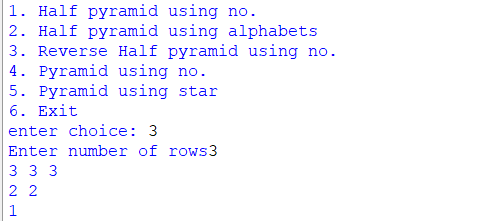 1. Half pyramid using no.
2. Half pyramid using alphabets
3. Reverse Half pyramid using no.
4. Pyramid using no.
5. Pyramid using star
6. Exit
enter choice: 3
Enter number of rows3
3 3 3
2 2
1